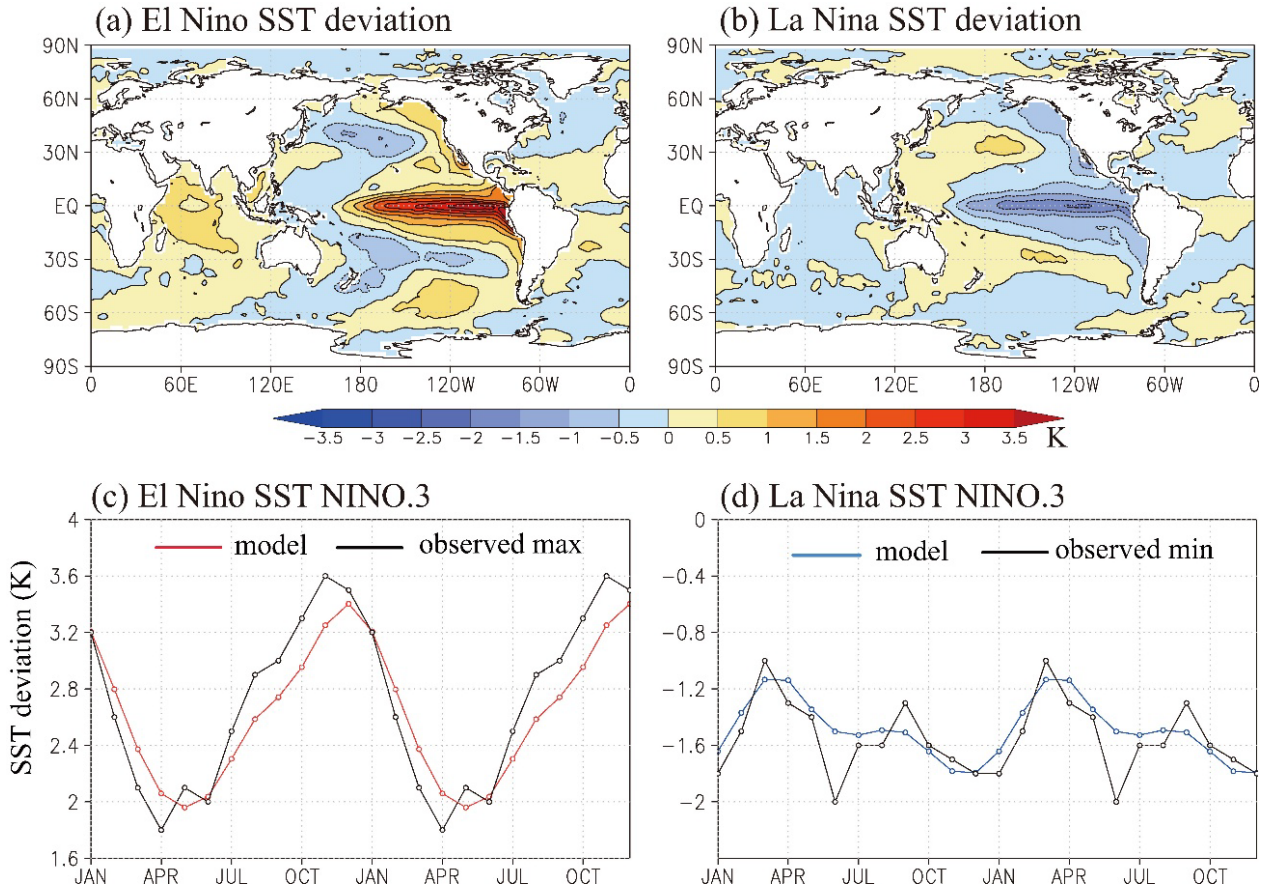 (a) El Nino SST deviation
(b) La Nina SST deviation
90N
60N
30N
EQ
30S
60S
90S
0 60E 120E 180 120W 60W 0
90N
60N
30N
EQ
30S
60S
90S
0 60E 120E 180 120W 60W 0
-3.5 -3 -2.5 -2 -1.5 -1 -0.5 0 0.5 1 1.5 2 2.5 3 3.5 K
(c) El Nino SST NINO.3
SST deviation (K)
4
3.6
3.2
2.8
2.4
2
1.6
model observed max
JAN APR JUL OCT JAN APR JUL OCT
(d) La Nina SST NINO.3
0
-0.4
-0.8
-1.2
-1.6
-2
model observed min
JAN APR JUL OCT JAN APR JUL OCT